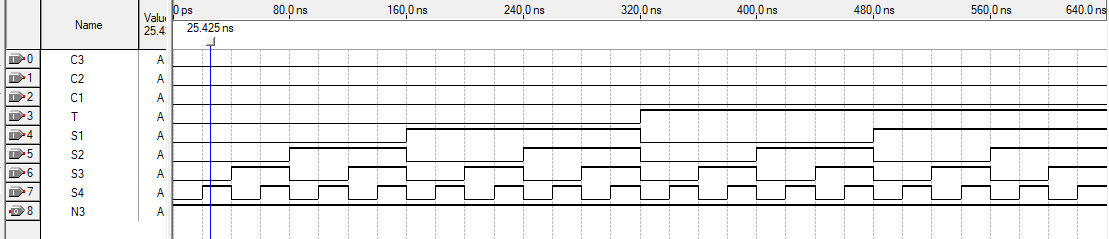 Name
Value
25.4
0 ps 80.0 ns 160.0 ns 240.0 ns 320.0 ns 400.0 ns 480.0 ns 560.0 ns 640.0 ns
25.425 ns
0 C3 A
1 C2 A
2 C1 A
3 T A
4 S1 A
5 S2 A
6 S3 A
7 S4 A
8 N3 A